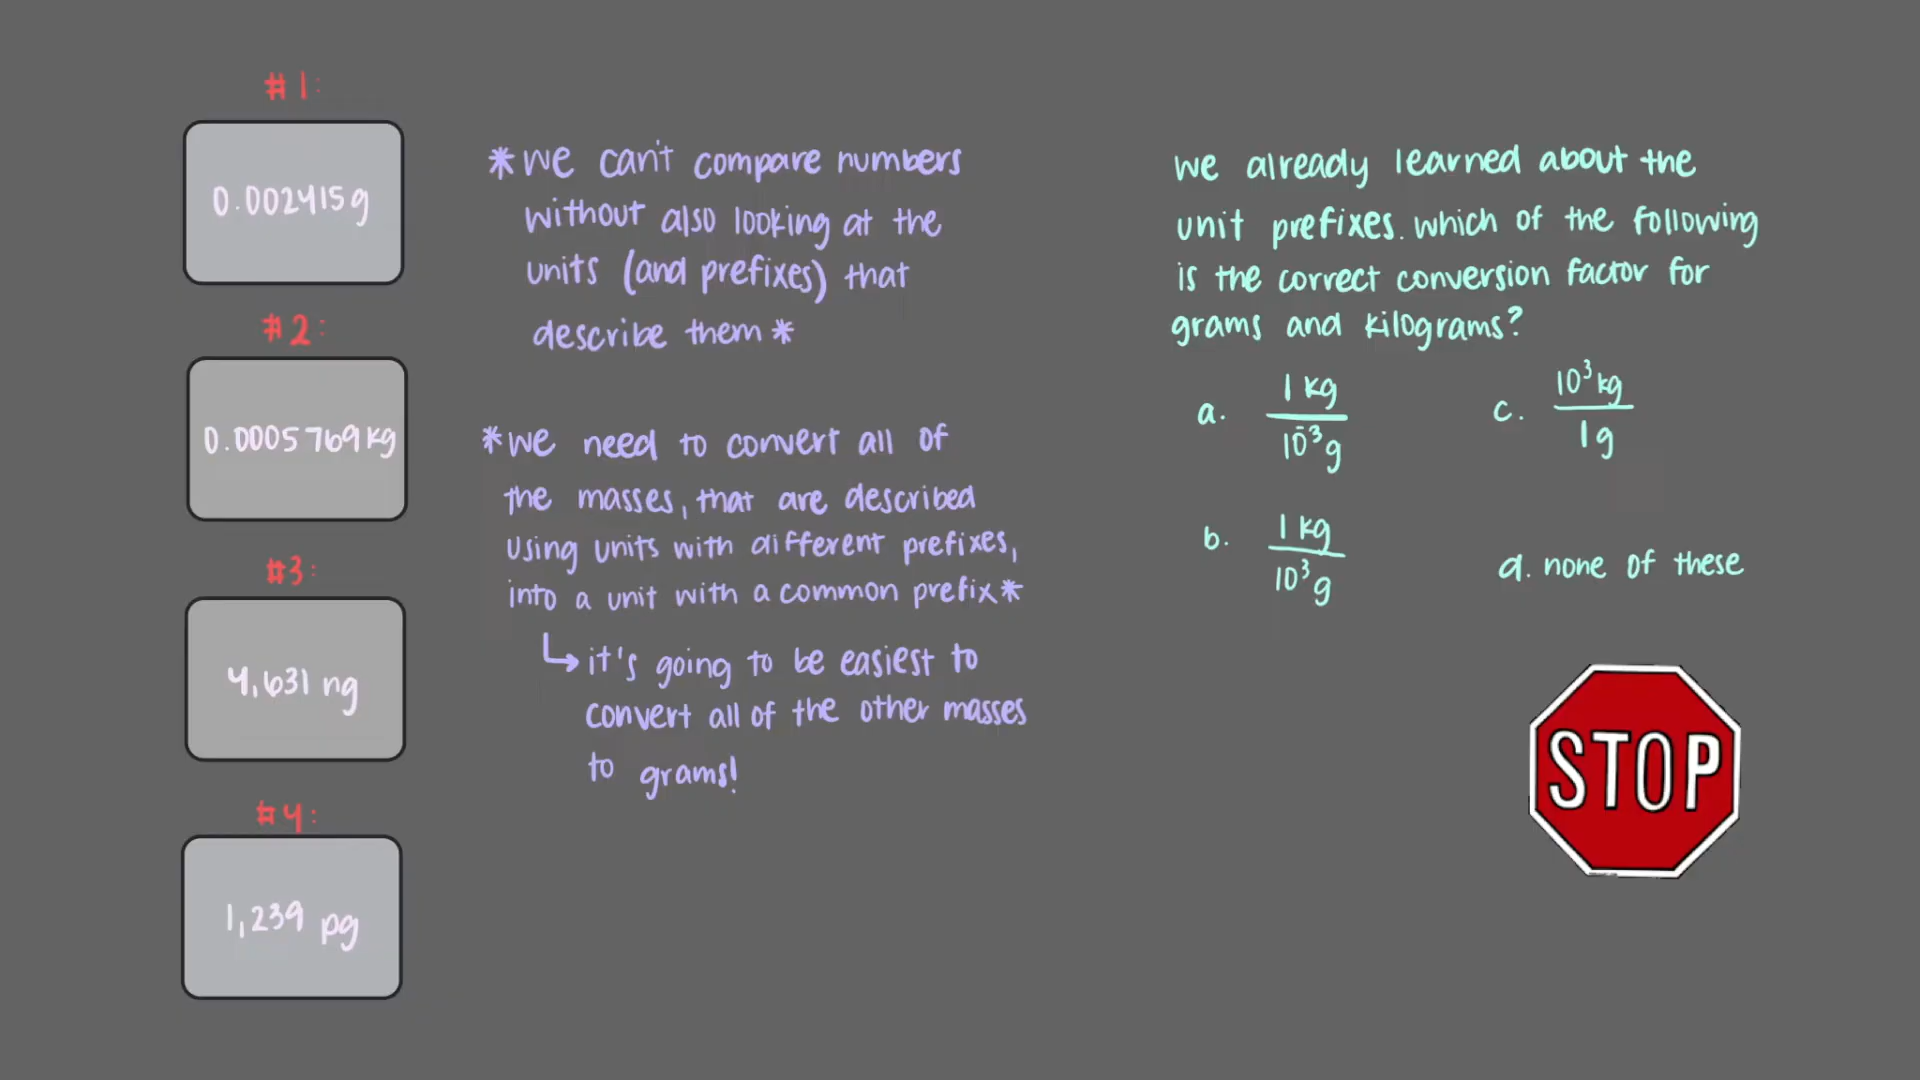 #1:
0.002415g
#2:
0.0005769kg
#3:
4,631 ng
#4:
1,239 pg
*we can't compare numbers
without also looking at the
units (and prefixes) that
describe them*
*we need to convert all of
the masses, that are described
using units with different prefixes,
into a unit with a common prefix*
↳ it's going to be easiest to
convert all of the other masses
to grams!
we already learned about the
unit prefixes. which of the following
is the correct conversion factor for
grams and kilograms?
a. 1 kg
10⁻³ g
b. 1 kg
10³ g
c. 10³ kg
1 g
d. none of these
STOP